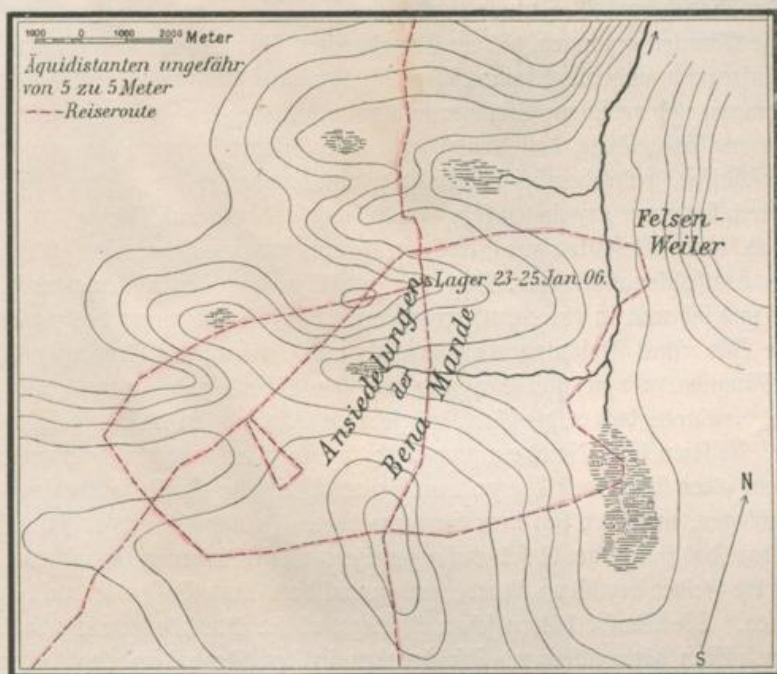 1000 0 1000 2000 Meter
Äquidistanten ungefähr
von 5 zu 5 Meter
Reiseroute
Felsen-
Weiler
Lager 23-25 Jan. 06.
Ansiedelungen
der
Bena Mande
N
S